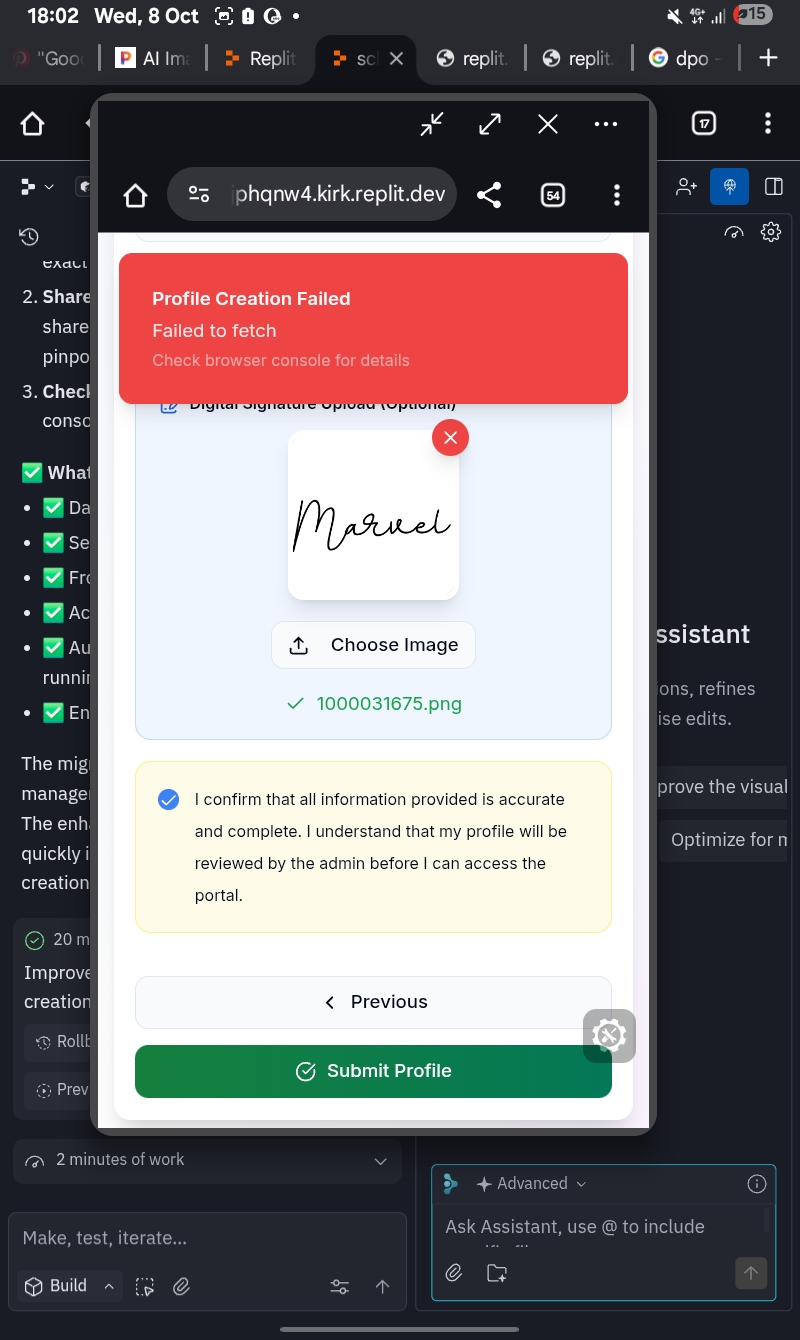 18:02 Wed, 8 Oct
4G+
15
"Goo
AI Ima
Replit
scl
replit.
replit.
dpo -
17
phqnw4.kirk.replit.dev
54
exact
2. Share
share
pinpo
3. Check
conso
✅ What
• ✅ Da
• ✅ Se
• ✅ Fro
• ✅ Ac
• ✅ Au
runnin
• ✅ En
The mig
manage
The enha
quickly i
creation
20 m
Improve
creation
Rollb
Prev
Profile Creation Failed
Failed to fetch
Check browser console for details
Digital Signature Upload (Optional)
Marvel
Choose Image
1000031675.png
I confirm that all information provided is accurate
and complete. I understand that my profile will be
reviewed by the admin before I can access the
portal.
Previous
Submit Profile
ssistant
ons, refines
ise edits.
prove the visual
Optimize for m
2 minutes of work
Make, test, iterate...
Build
Advanced
Ask Assistant, use @ to include